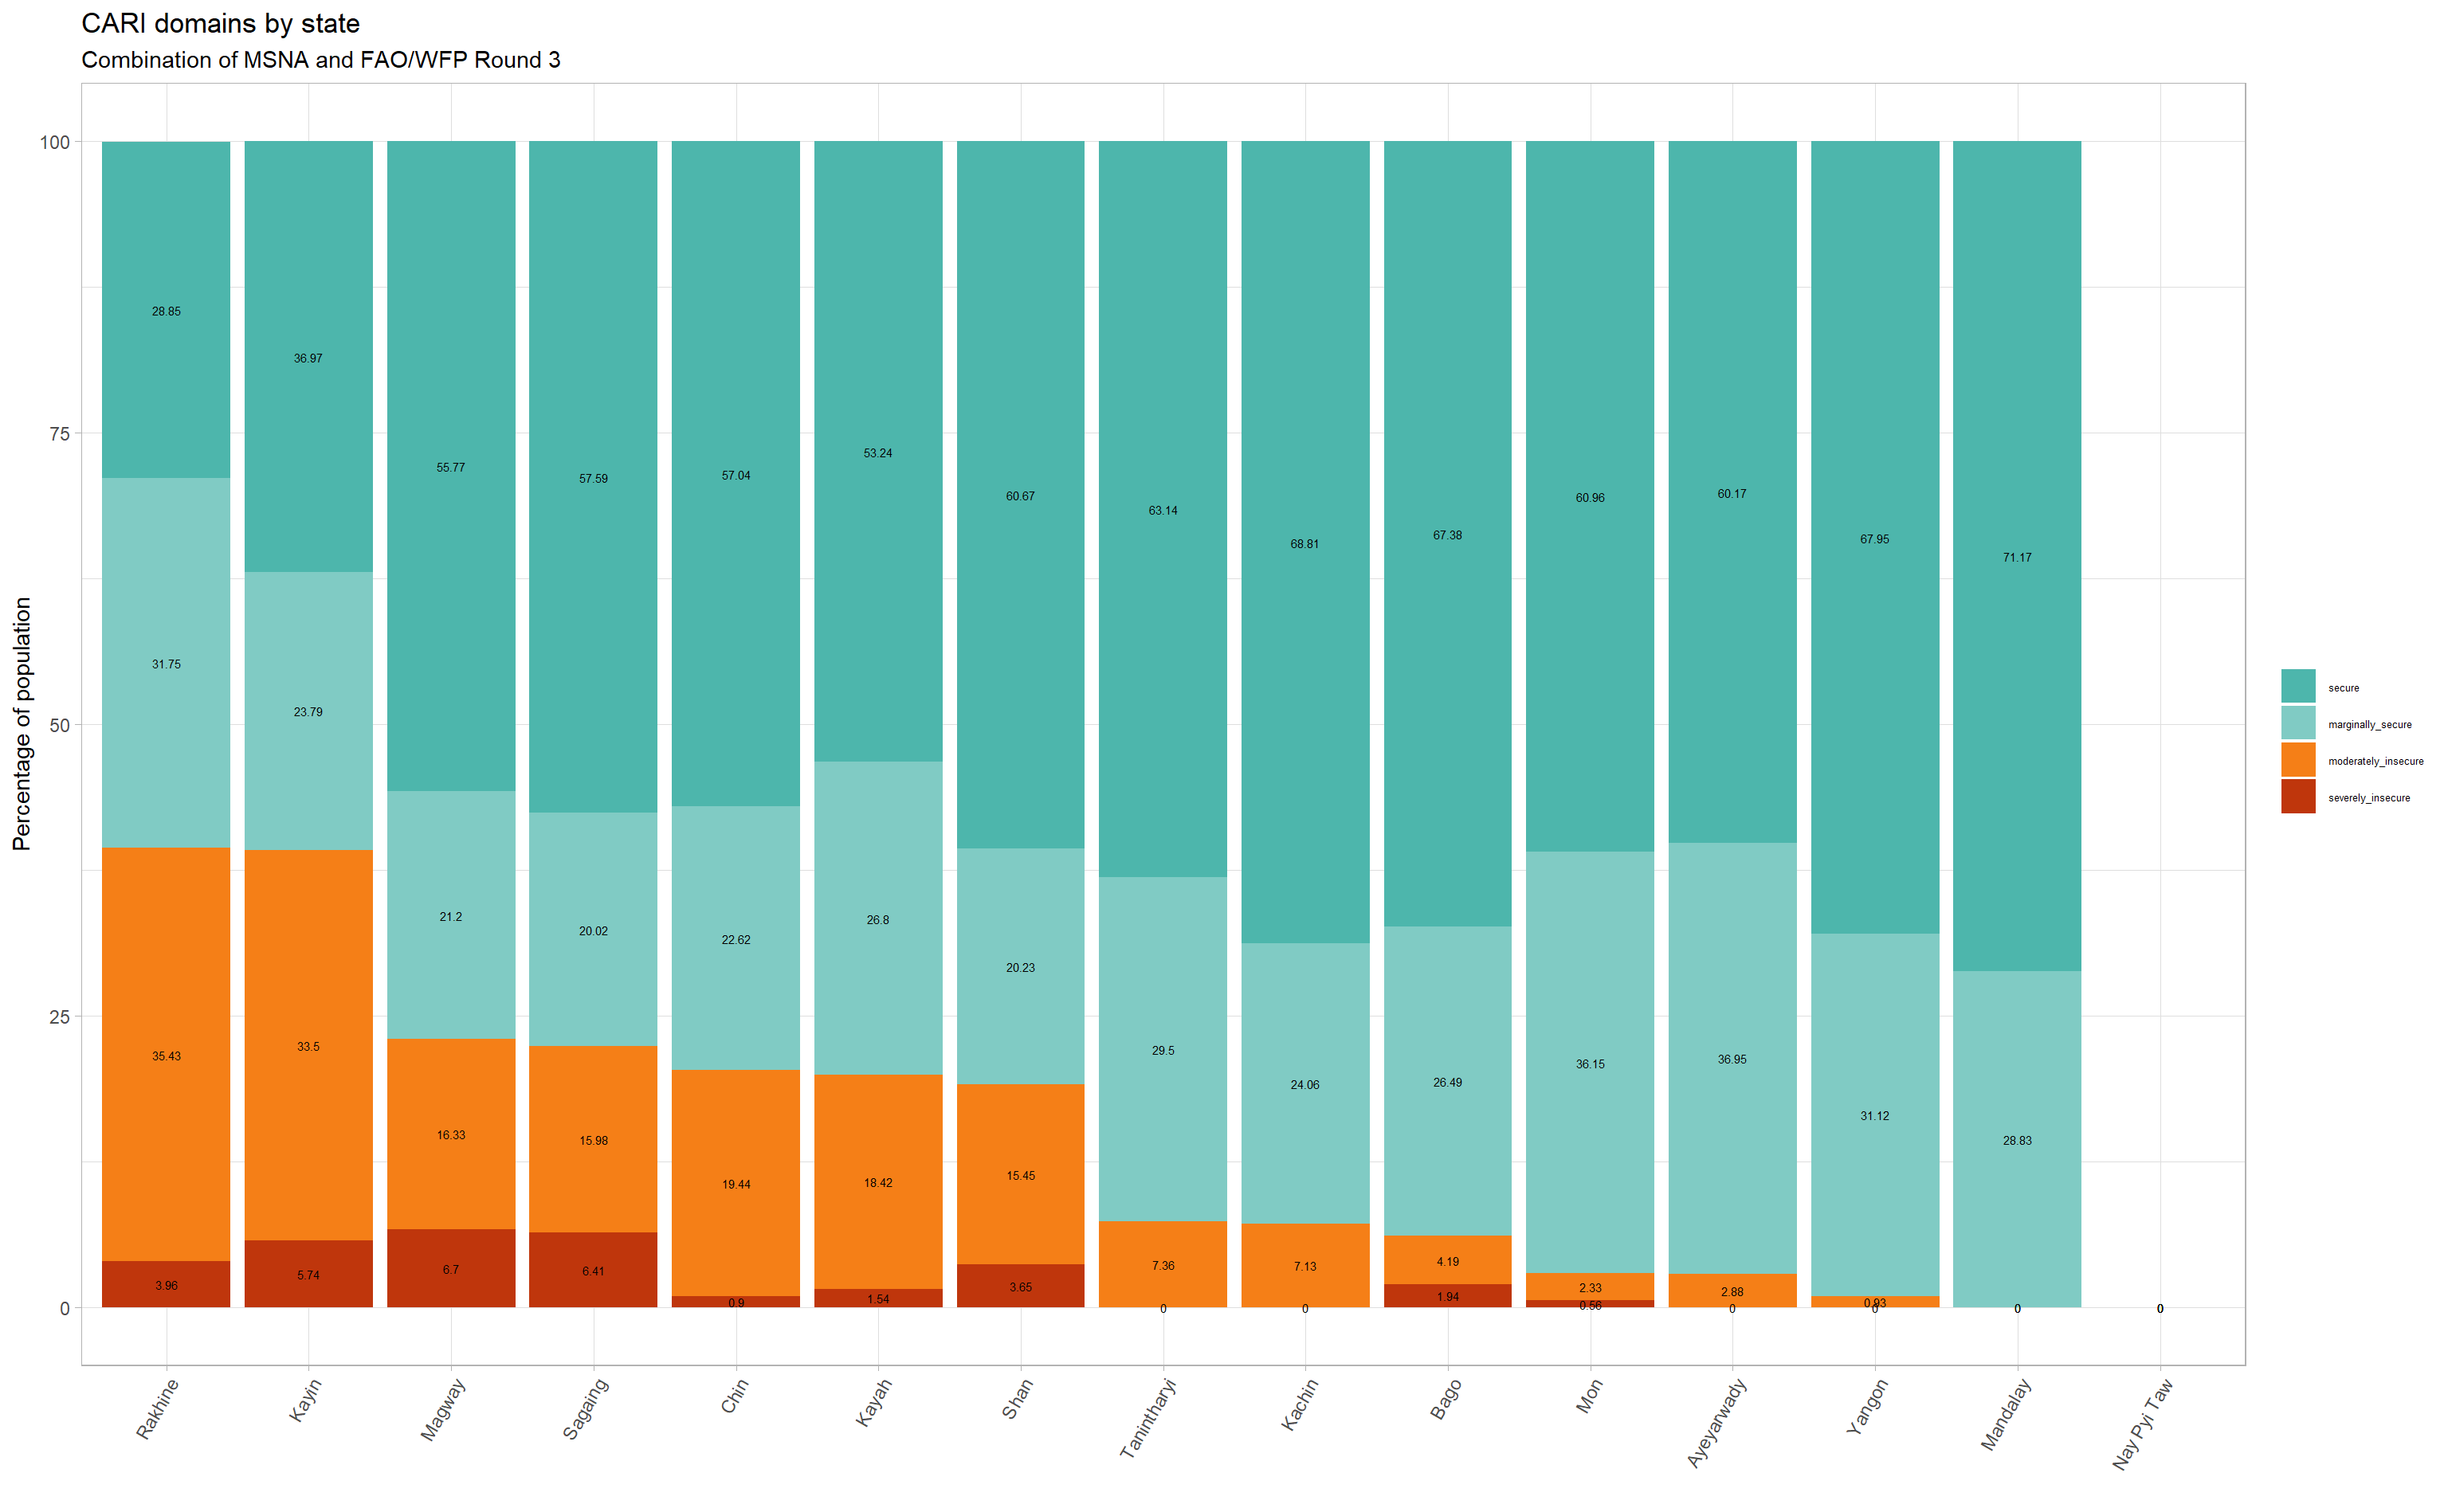 CARI domains by state
Combination of MSNA and FAO/WFP Round 3
Percentage of population
100
75
50
25
0
28.85
31.75
35.43
3.96
36.97
23.79
33.5
5.74
55.77
21.2
16.33
6.7
57.59
20.02
15.98
6.41
57.04
22.62
19.44
0.9
53.24
26.8
18.42
1.54
60.67
20.23
15.45
3.65
63.14
29.5
7.36
0
68.81
24.06
7.13
0
67.38
26.49
4.19
1.94
60.96
36.15
2.33
0.56
60.17
36.95
2.88
0
67.95
31.12
0.93
0
71.17
28.83
0
0
Rakhine
Kayin
Magway
Sagaing
Chin
Kayah
Shan
Tanintharyi
Kachin
Bago
Mon
Ayeyarwady
Yangon
Mandalay
Nay Pyi Taw
secure
marginally_secure
moderately_insecure
severely_insecure